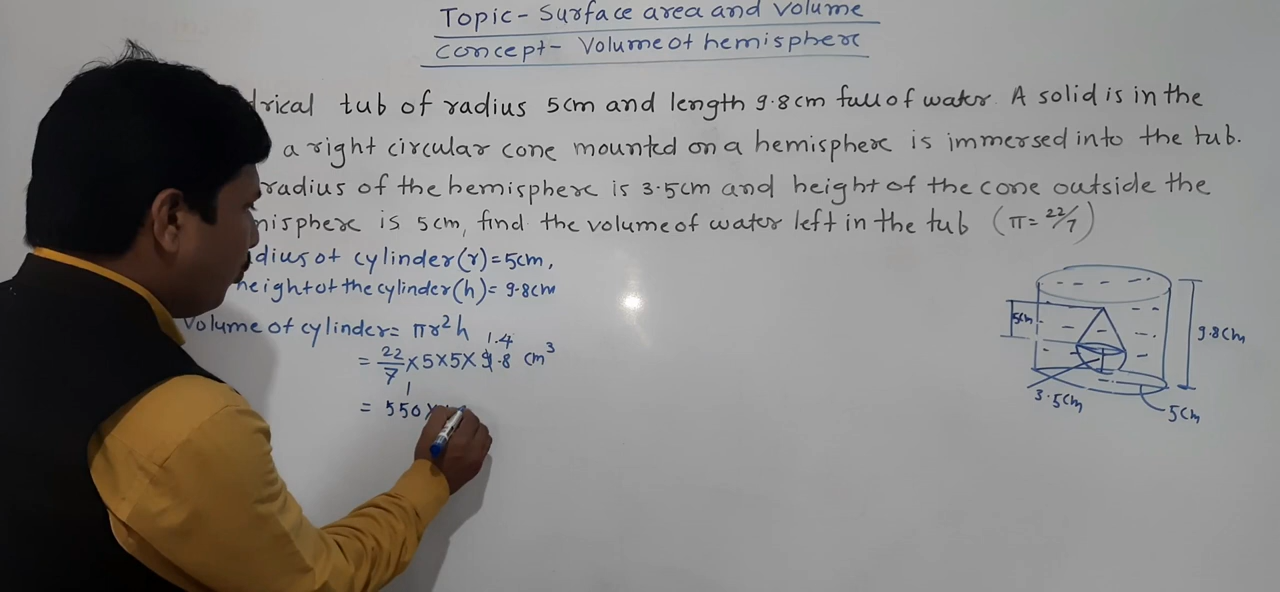 Topic- Surface area and volume
Concept- Volume of hemisphere
drical tub of radius 5cm and length 9.8cm full of water. A solid is in the
a right circular cone mounted on a hemisphere is immersed into the tub.
radius of the hemisphere is 3.5cm and height of the cone outside the
misphere is 5cm, find the volume of water left in the tub (π=22/7)
dius of cylinder(r)=5cm,
height of the cylinder(h)= 9.8cm
Volume of cylinder= πr²h
1.4
= 22/7 ×5×5×9.8 cm³
1
= 550×
5cm
9.8cm
3.5cm
5cm